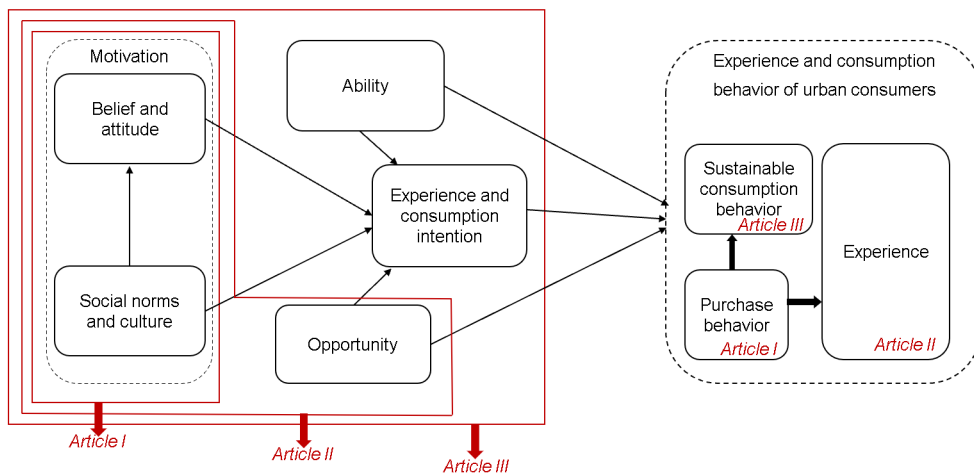 Motivation
Belief and
attitude
Social norms
and culture
Ability
Experience and
consumption
intention
Opportunity
Article I
Article II
Article III
Experience and consumption
behavior of urban consumers
Sustainable
consumption
behavior
Article III
Purchase
behavior
Article I
Experience
Article II